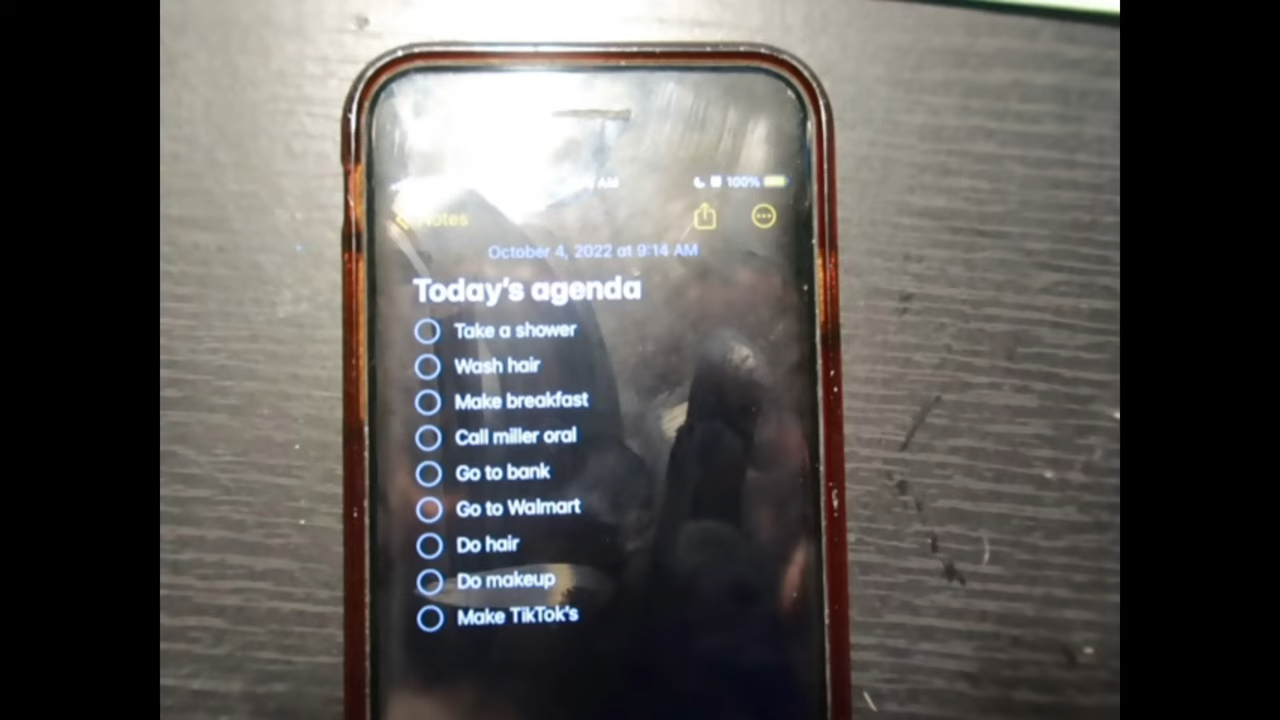 AM 100%
Notes
October 4, 2022 at 9:14 AM
Today's agenda
Take a shower
Wash hair
Make breakfast
Call miller oral
Go to bank
Go to Walmart
Do hair
Do makeup
Make TikTok's